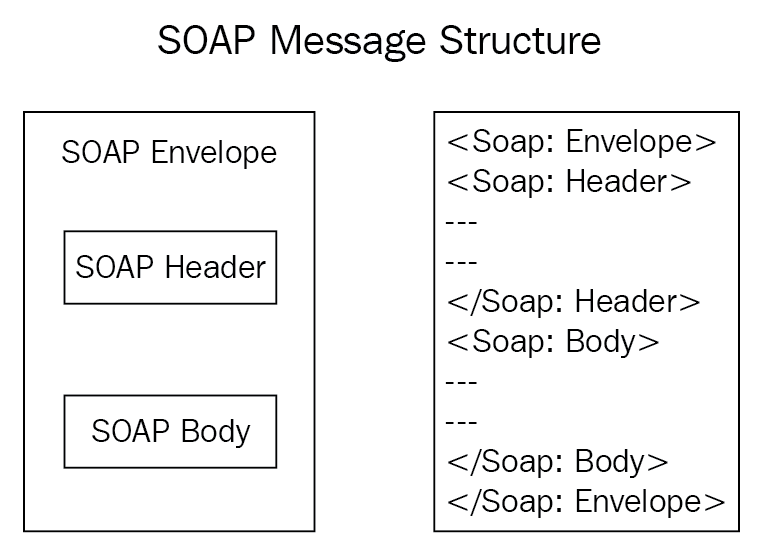 SOAP Message Structure
SOAP Envelope
SOAP Header
SOAP Body
<Soap: Envelope>
<Soap: Header>
---
---
</Soap: Header>
<Soap: Body>
---
---
</Soap: Body>
</Soap: Envelope>